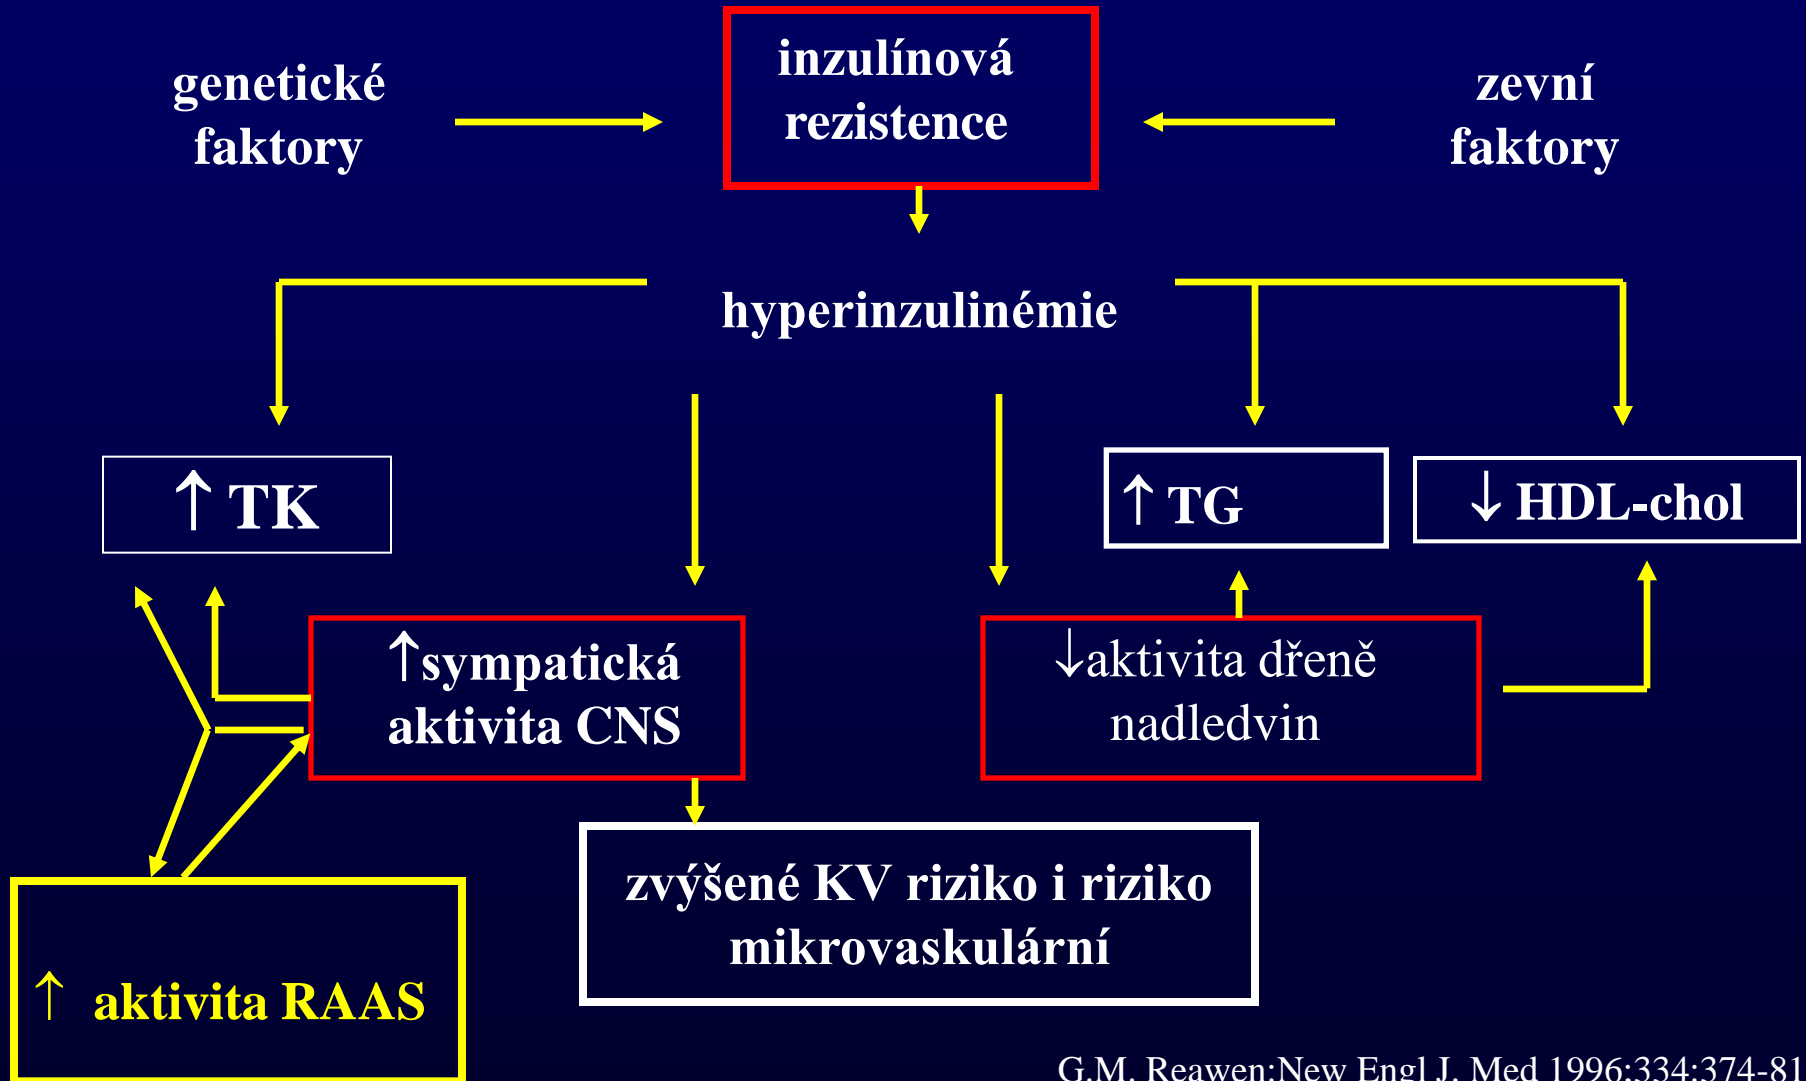 genetické
faktory
inzulínová
rezistence
zevní
faktory
hyperinzulinémie
↑ TK
↑ TG
↓ HDL-chol
↑sympatická
aktivita CNS
↓aktivita dřeně
nadledvin
zvýšené KV riziko i riziko
mikrovaskulární
↑ aktivita RAAS
G.M. Reawen:New Engl J. Med 1996;334:374-81